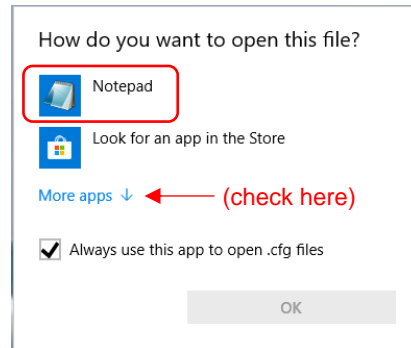 How do you want to open this file?
Notepad
Look for an app in the Store
More apps ↓ (check here)
Always use this app to open .cfg files
OK